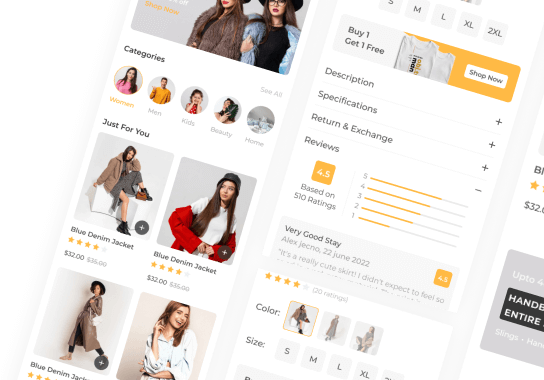 Shop Now
Categories
See All
Women
Men
Kids
Beauty
Home
Just For You
Blue Denim Jacket
$32.00 $35.00
Blue Denim Jacket
$32.00 $35.00
Blue Denim Jacket
S
M
L
XL
2XL
Buy 1
Get 1 Free
Shop Now
Description
Specifications
Return & Exchange
Reviews
4.5
Based on
510 Ratings
5
4
3
2
1
Very Good Stay
Alex jecno, 22 june 2022
4.5
"It's a really cute skirt! I didn't expect to feel so
(20 ratings)
Color:
Size:
S
M
L
XL
$32.0
Upto 4
HANDB
ENTIRE
Slings - Han